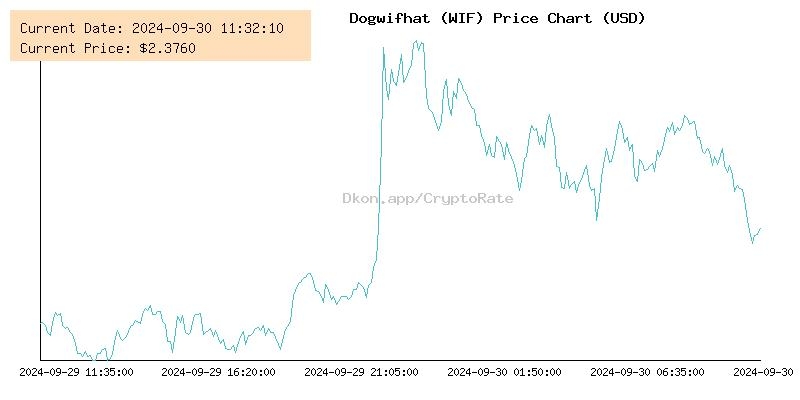 Dogwifhat (WIF) Price Chart (USD)
Current Date: 2024-09-30 11:32:10
Current Price: $2.3760
Dkon.app/CryptoRate
2024-09-29 11:35:00
2024-09-29 16:20:00
2024-09-29 21:05:00
2024-09-30 01:50:00
2024-09-30 06:35:00
2024-09-30